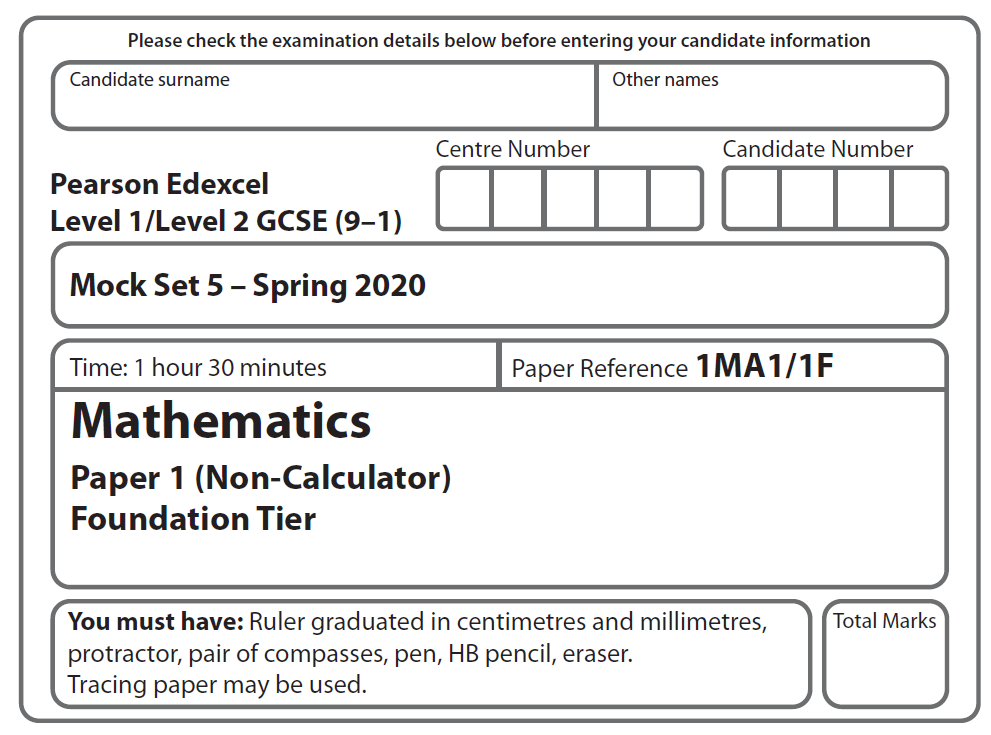 Please check the examination details below before entering your candidate information
Candidate surname
Other names
Centre Number
Candidate Number
Pearson Edexcel
Level 1/Level 2 GCSE (9–1)
Mock Set 5 – Spring 2020
Time: 1 hour 30 minutes
Paper Reference 1MA1/1F
Mathematics
Paper 1 (Non-Calculator)
Foundation Tier
You must have: Ruler graduated in centimetres and millimetres,
protractor, pair of compasses, pen, HB pencil, eraser.
Tracing paper may be used.
Total Marks